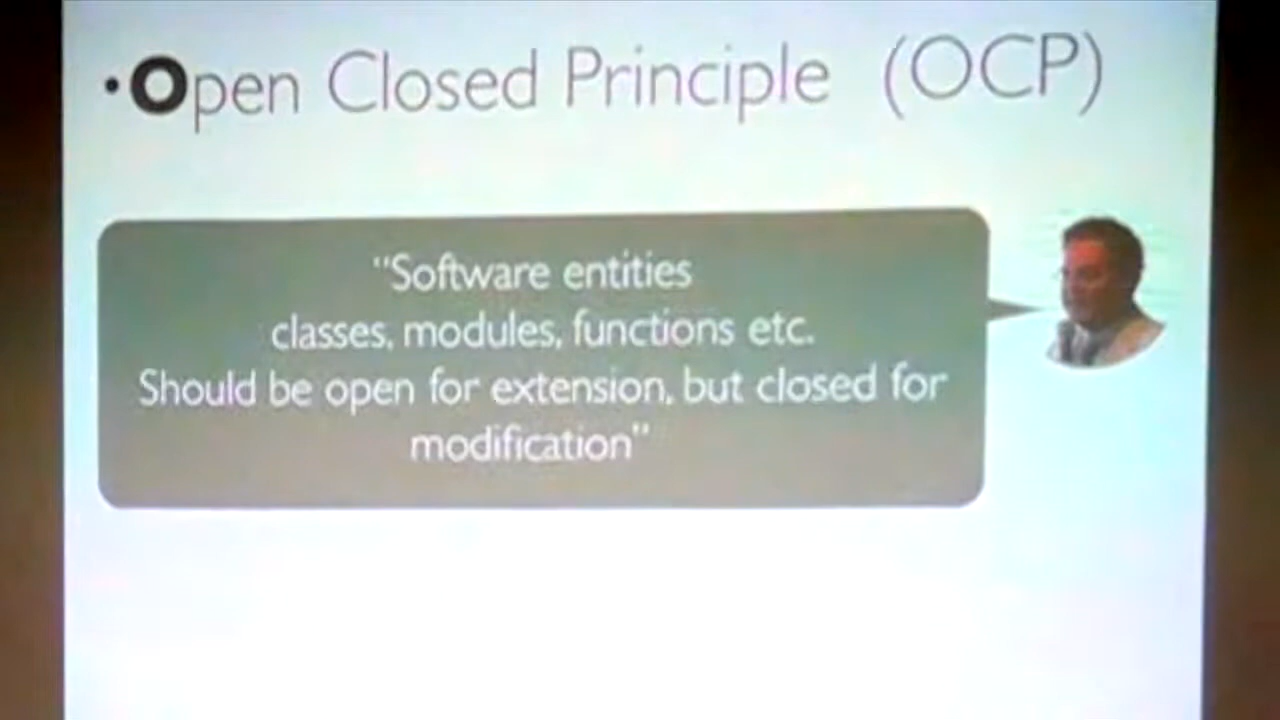 •Open Closed Principle (OCP)
“Software entities
classes, modules, functions etc.
Should be open for extension, but closed for
modification”